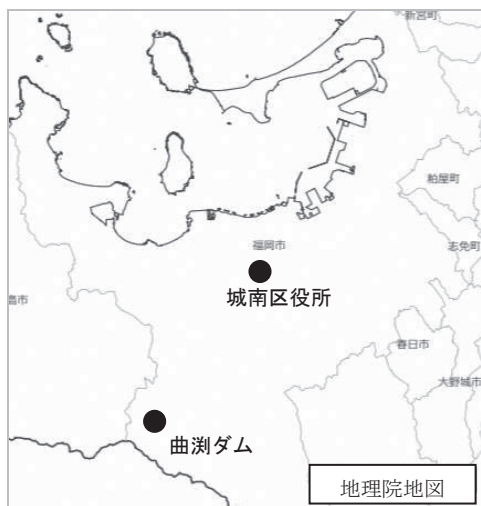 新宮町
粕屋町
志免町
福岡市
城南区役所
島市
春日市
大野城市
曲渕ダム
地理院地図